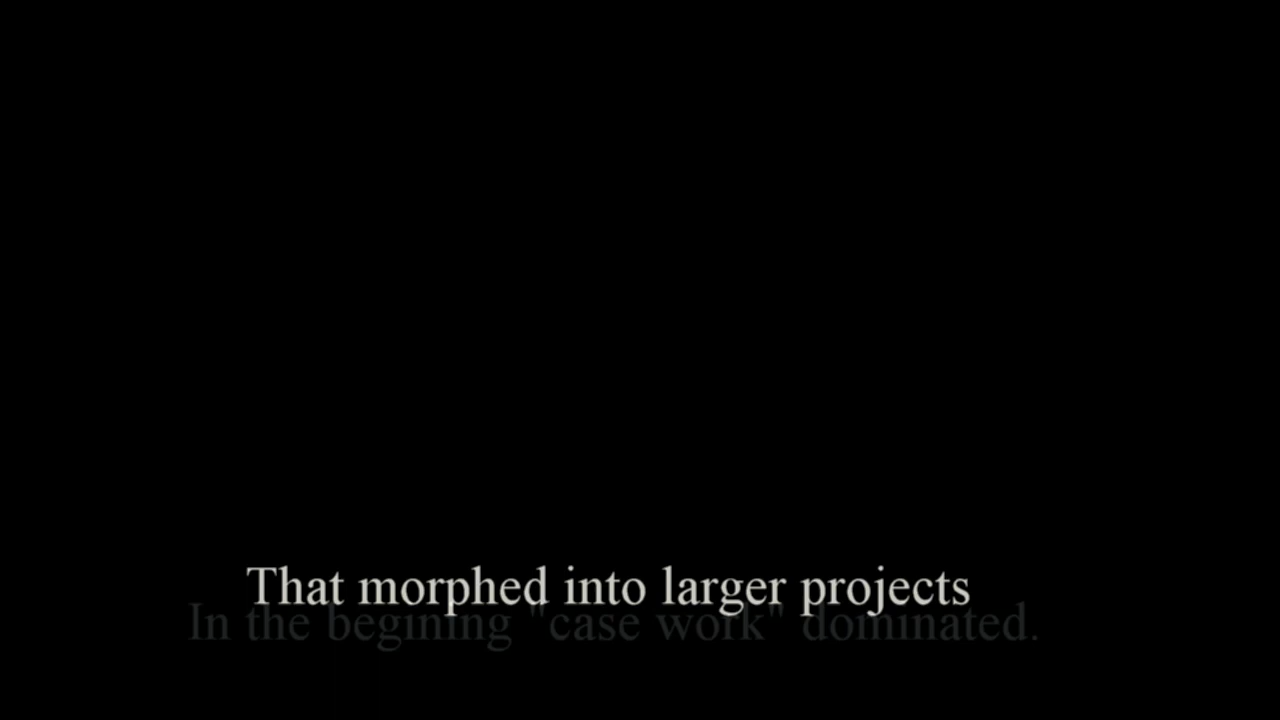 That morphed into larger projects
In the begining "case work" dominated.